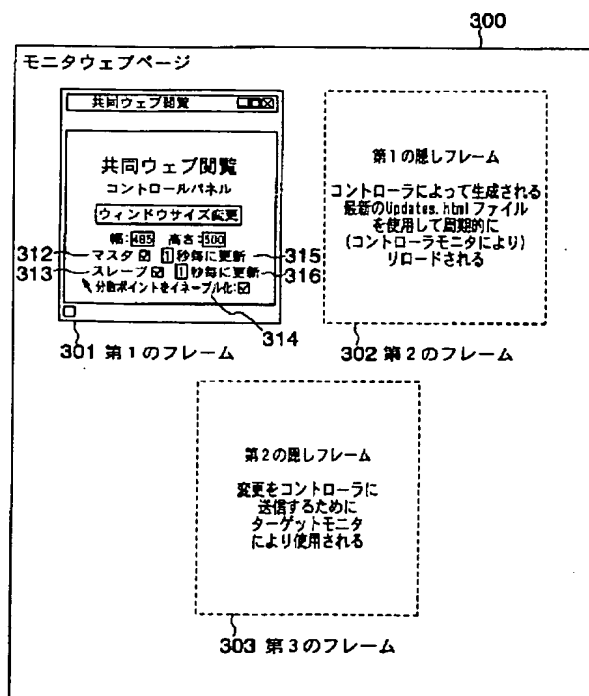 300
モニタウェブページ
共同ウェブ閲覧
共同ウェブ閲覧
コントロールパネル
ウィンドウサイズ変更
幅:485 高さ:500
312 マスタ 1秒毎に更新 315
313 スレーブ 1秒毎に更新 316
分散ポイントをイネーブル化:
314
301 第1のフレーム
第1の隠しフレーム
コントローラによって生成される
最新のUpdates.htmlファイル
を使用して周期的に
(コントローラモニタにより)
リロードされる
302 第2のフレーム
第2の隠しフレーム
変更をコントローラに
送信するために
ターゲットモニタ
により使用される
303 第3のフレーム